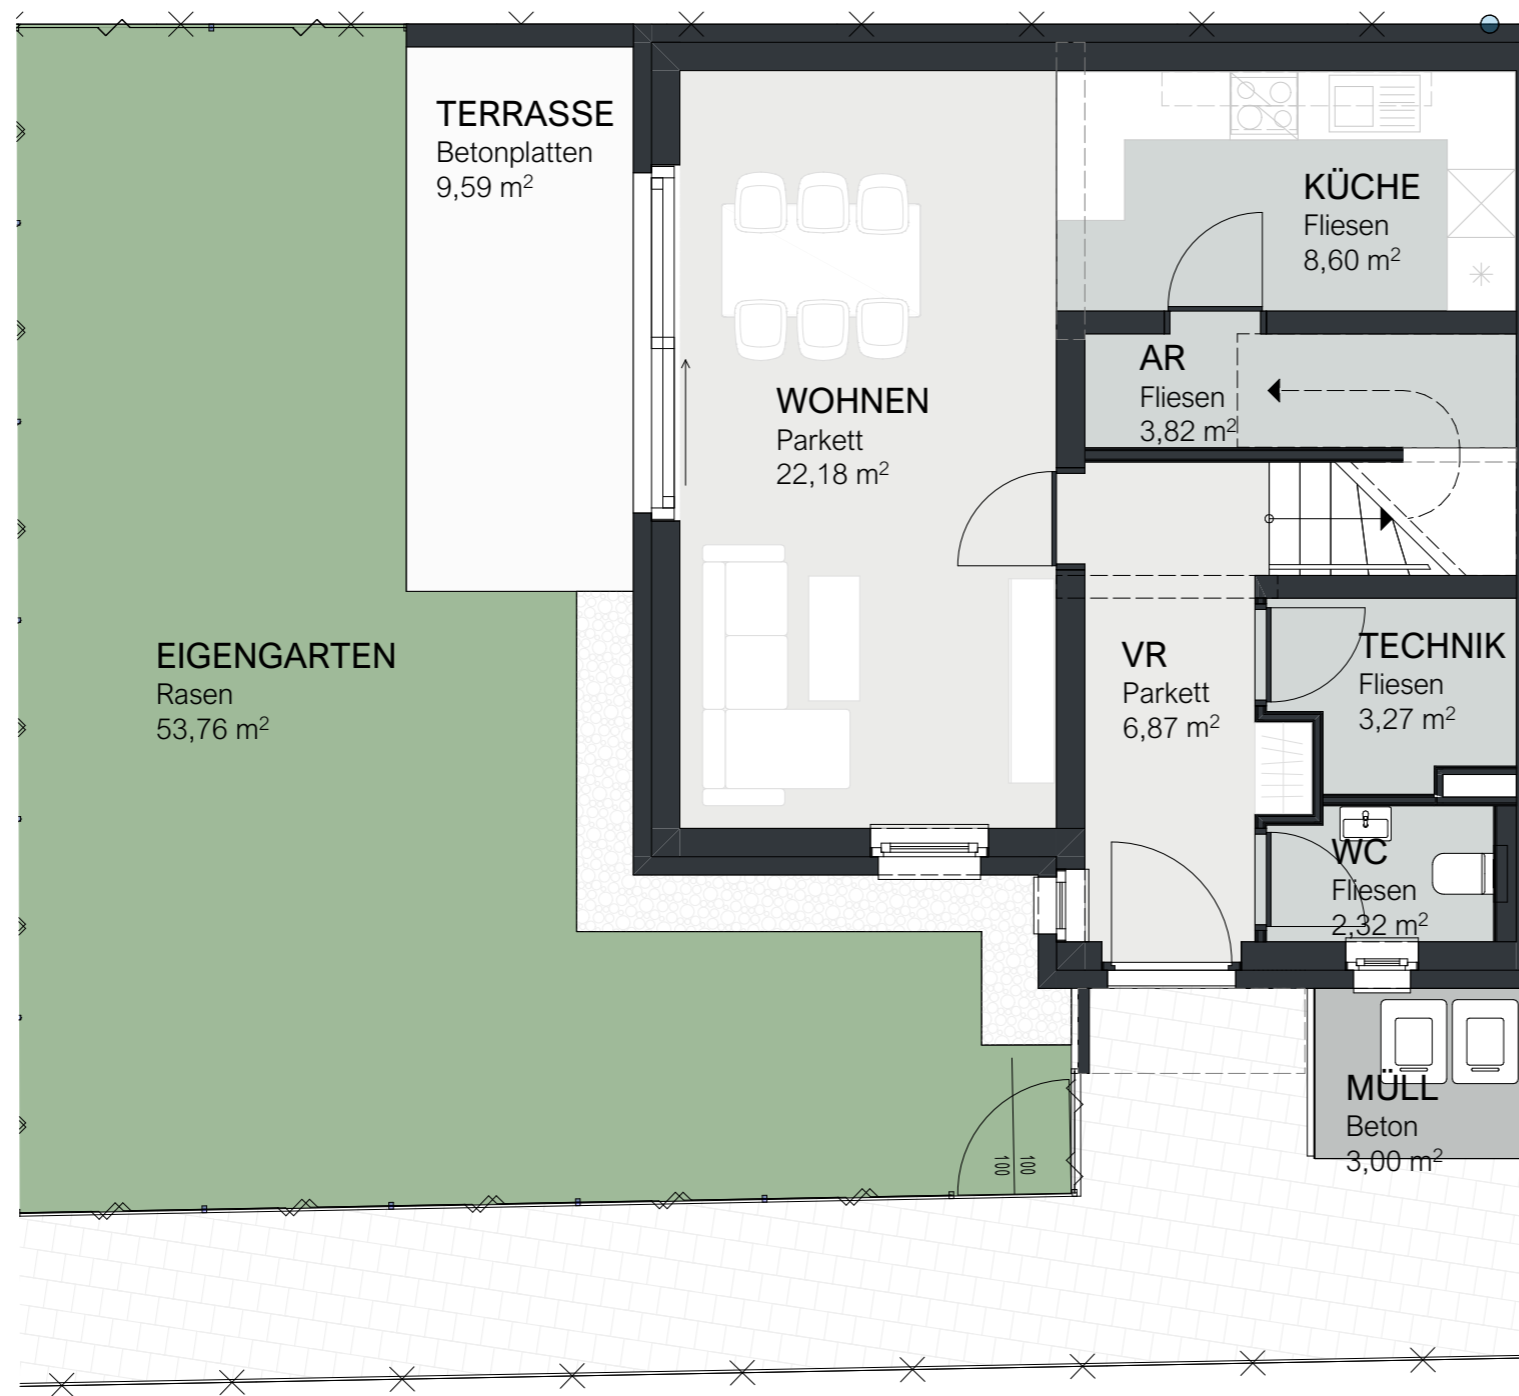 TERRASSE
Betonplatten
9,59 m²
KÜCHE
Fliesen
8,60 m²
AR
Fliesen
3,82 m²
WOHNEN
Parkett
22,18 m²
EIGENGARTEN
Rasen
53,76 m²
VR
Parkett
6,87 m²
TECHNIK
Fliesen
3,27 m²
WC
Fliesen
2,32 m²
MÜLL
Beton
3,00 m²
100
100